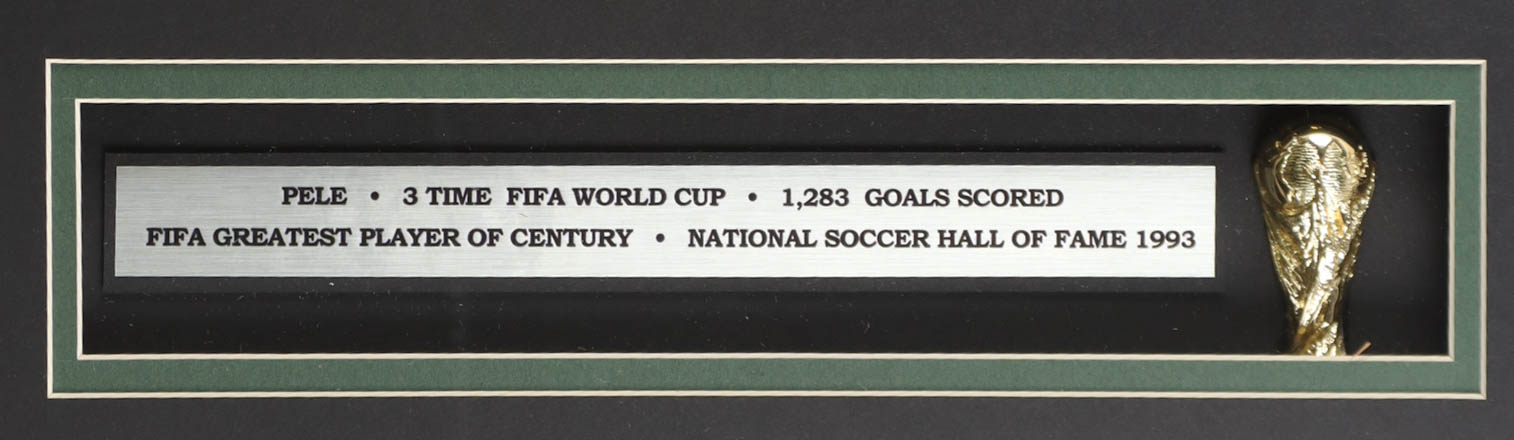 PELE • 3 TIME FIFA WORLD CUP • 1,283 GOALS SCORED
FIFA GREATEST PLAYER OF CENTURY • NATIONAL SOCCER HALL OF FAME 1993